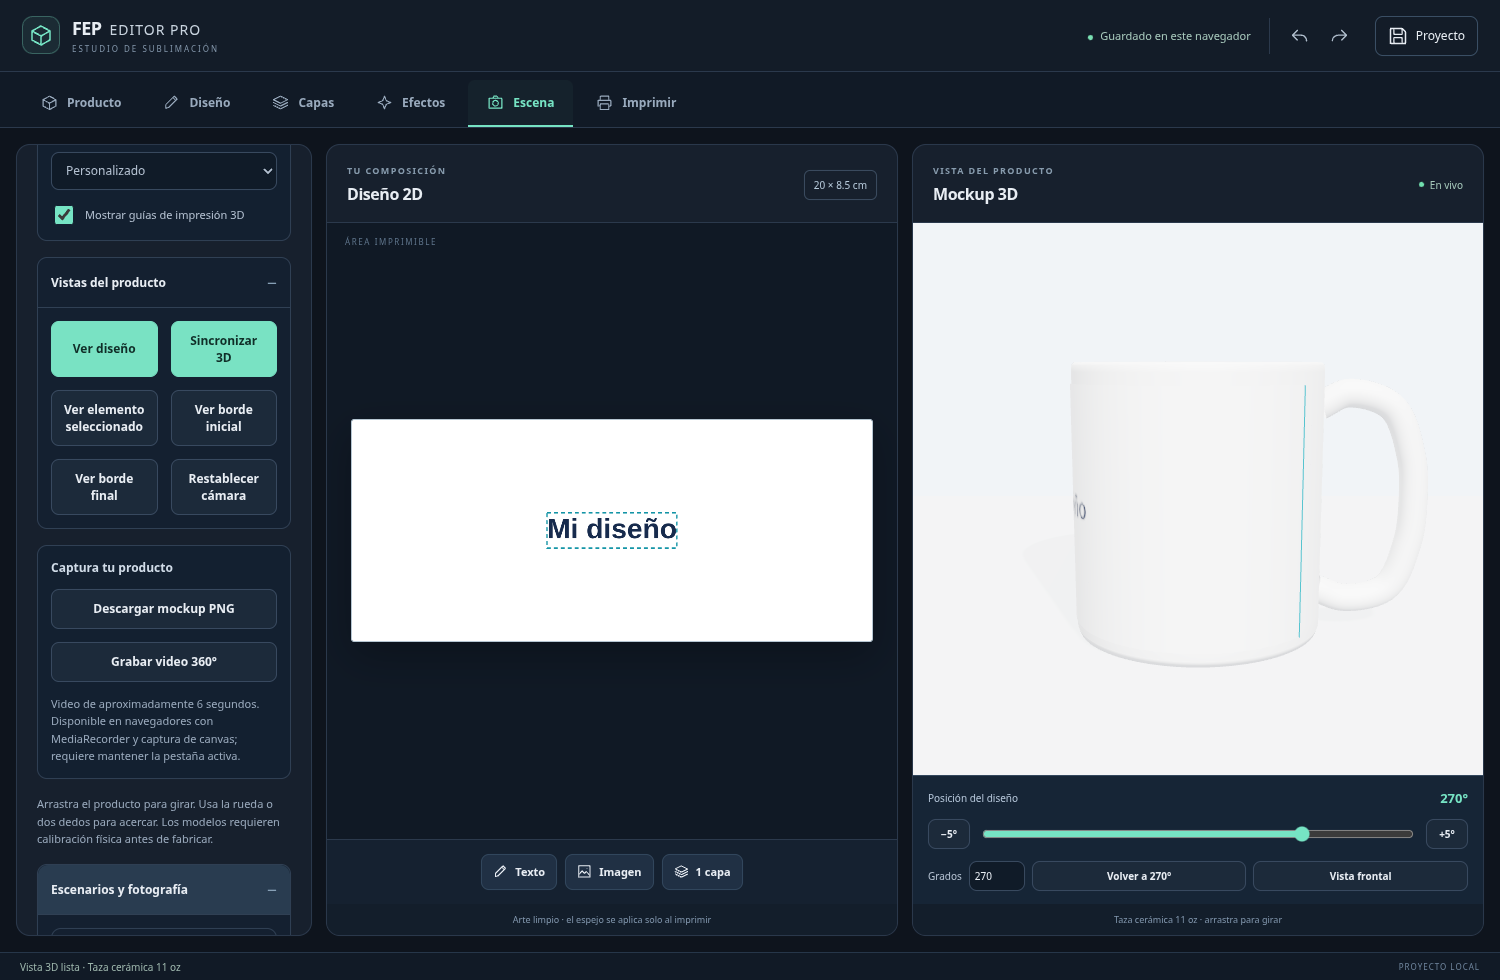 FEP EDITOR PRO
ESTUDIO DE SUBLIMACIÓN
Guardado en este navegador
Proyecto
Producto
Diseño
Capas
Efectos
Escena
Imprimir
Personalizado
Mostrar guías de impresión 3D
Vistas del producto
Ver diseño
Sincronizar
3D
Ver elemento
seleccionado
Ver borde
inicial
Ver borde
final
Restablecer
cámara
Captura tu producto
Descargar mockup PNG
Grabar video 360°
Video de aproximadamente 6 segundos.
Disponible en navegadores con
MediaRecorder y captura de canvas;
requiere mantener la pestaña activa.
Arrastra el producto para girar. Usa la rueda o
dos dedos para acercar. Los modelos requieren
calibración física antes de fabricar.
Escenarios y fotografía
TU COMPOSICIÓN
Diseño 2D
20 × 8.5 cm
ÁREA IMPRIMIBLE
Mi diseño
Texto
Imagen
1 capa
Arte limpio · el espejo se aplica solo al imprimir
VISTA DEL PRODUCTO
Mockup 3D
En vivo
ño
Posición del diseño
270°
−5°
+5°
Grados
270
Volver a 270°
Vista frontal
Taza cerámica 11 oz · arrastra para girar
Vista 3D lista · Taza cerámica 11 oz
PROYECTO LOCAL